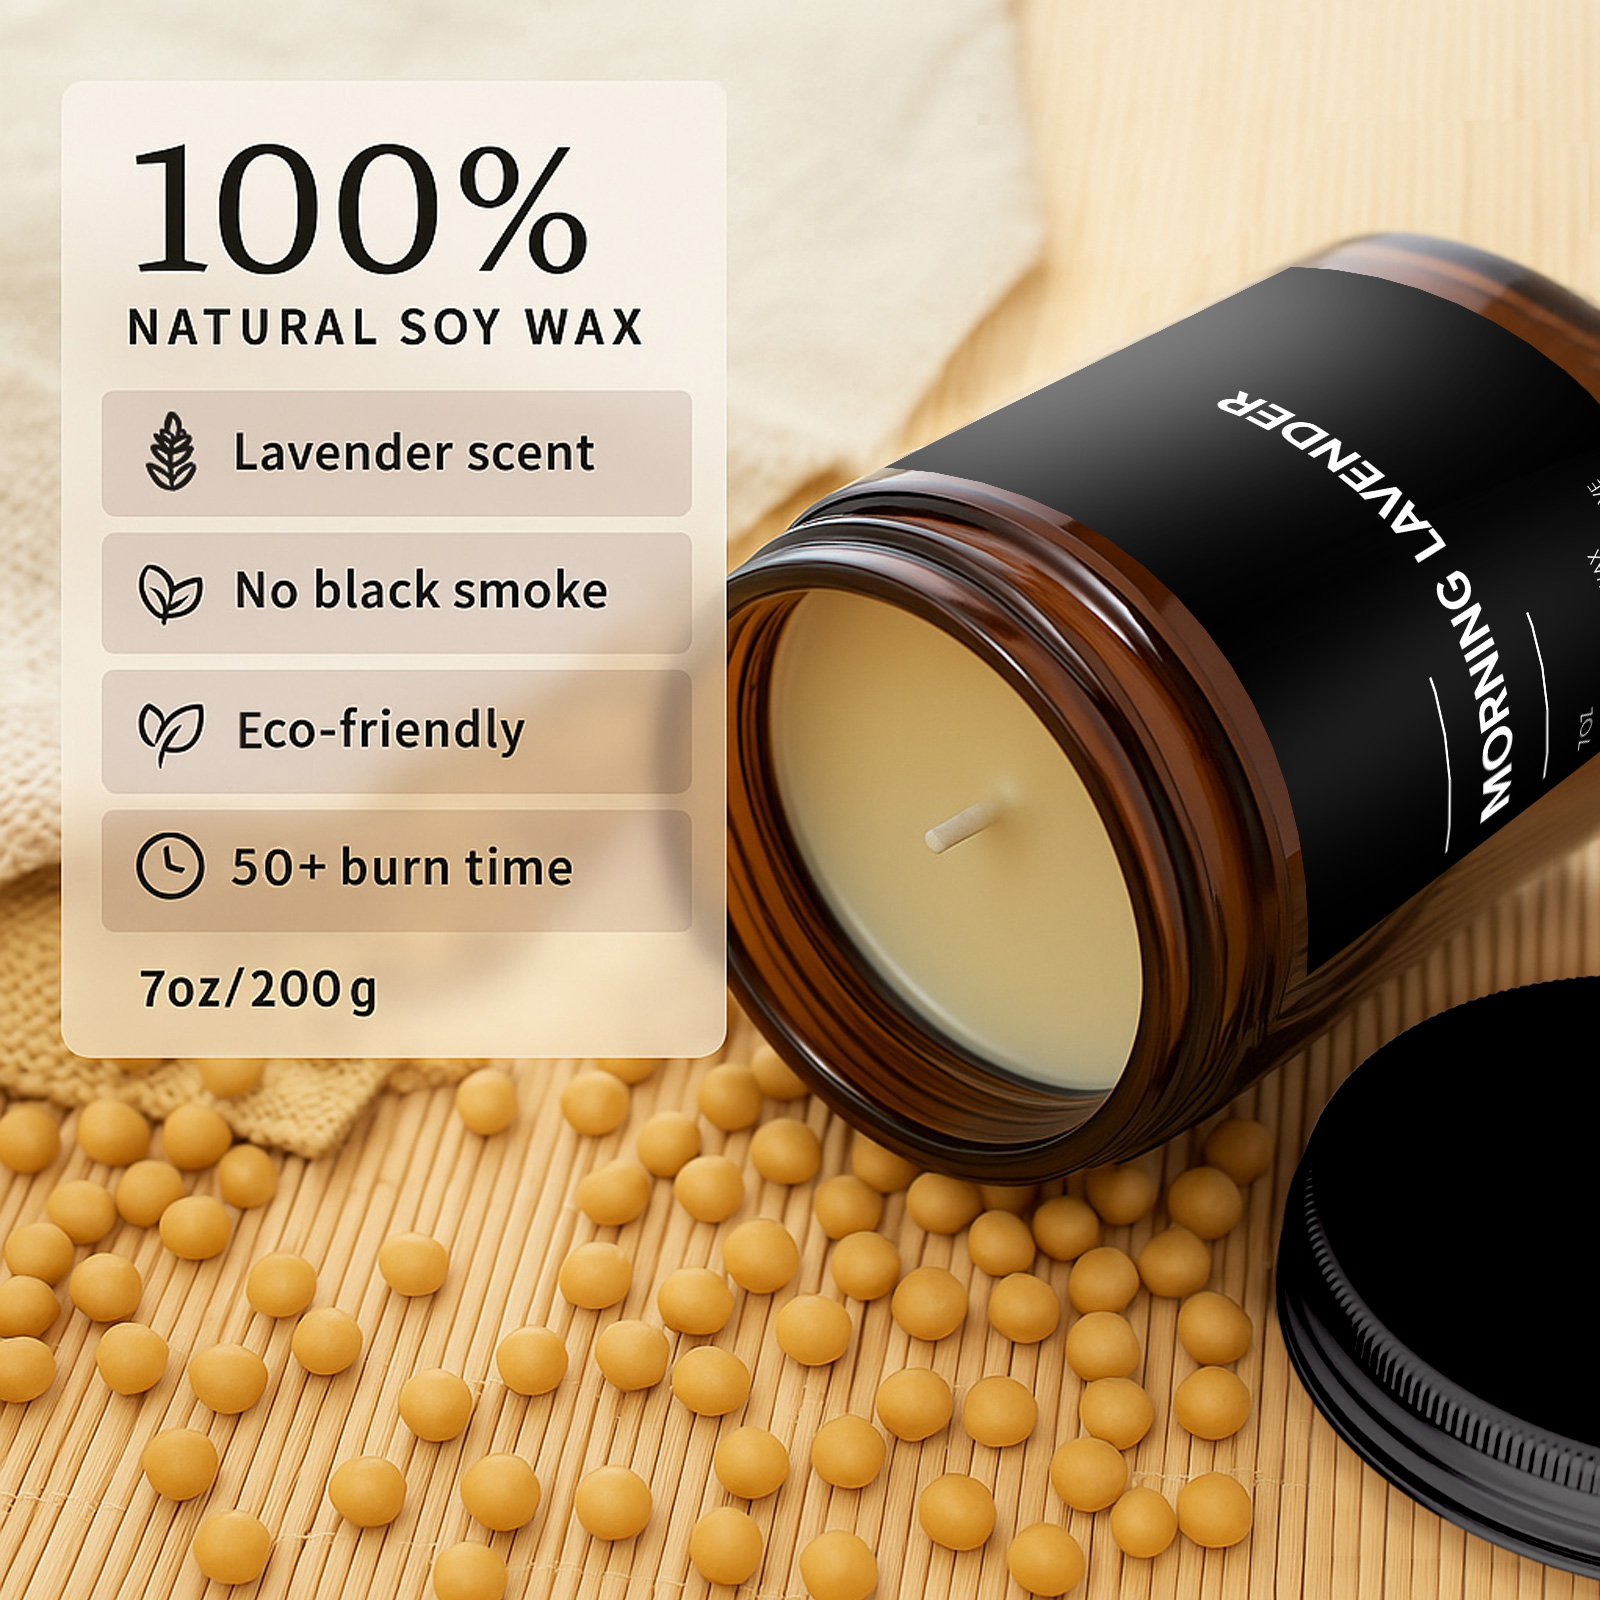 100%
NATURAL SOY WAX
Lavender scent
No black smoke
Eco-friendly
50+ burn time
7oz/200g
MORNING LAVENDER
7OZ